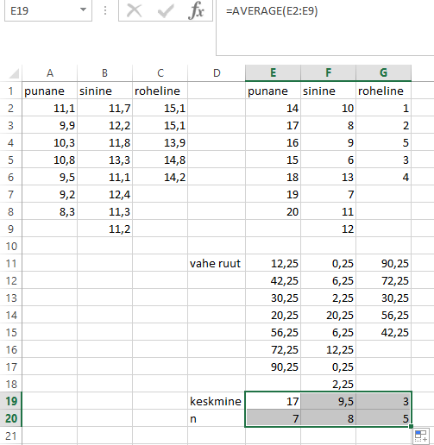 E19 fx =AVERAGE(E2:E9)
A B C D E F G
1 punane sinine roheline punane sinine roheline
2 11,1 11,7 15,1 14 10 1
3 9,9 12,2 15,1 17 8 2
4 10,3 11,8 13,9 16 9 5
5 10,8 13,3 14,8 15 6 3
6 9,5 11,1 14,2 18 13 4
7 9,2 12,4 19 7
8 8,3 11,3 20 11
9 11,2 12
10
11 vahe ruut 12,25 0,25 90,25
12 42,25 6,25 72,25
13 30,25 2,25 30,25
14 20,25 20,25 56,25
15 56,25 6,25 42,25
16 72,25 12,25
17 90,25 0,25
18 2,25
19 keskmine 17 9,5 3
20 n 7 8 5
21